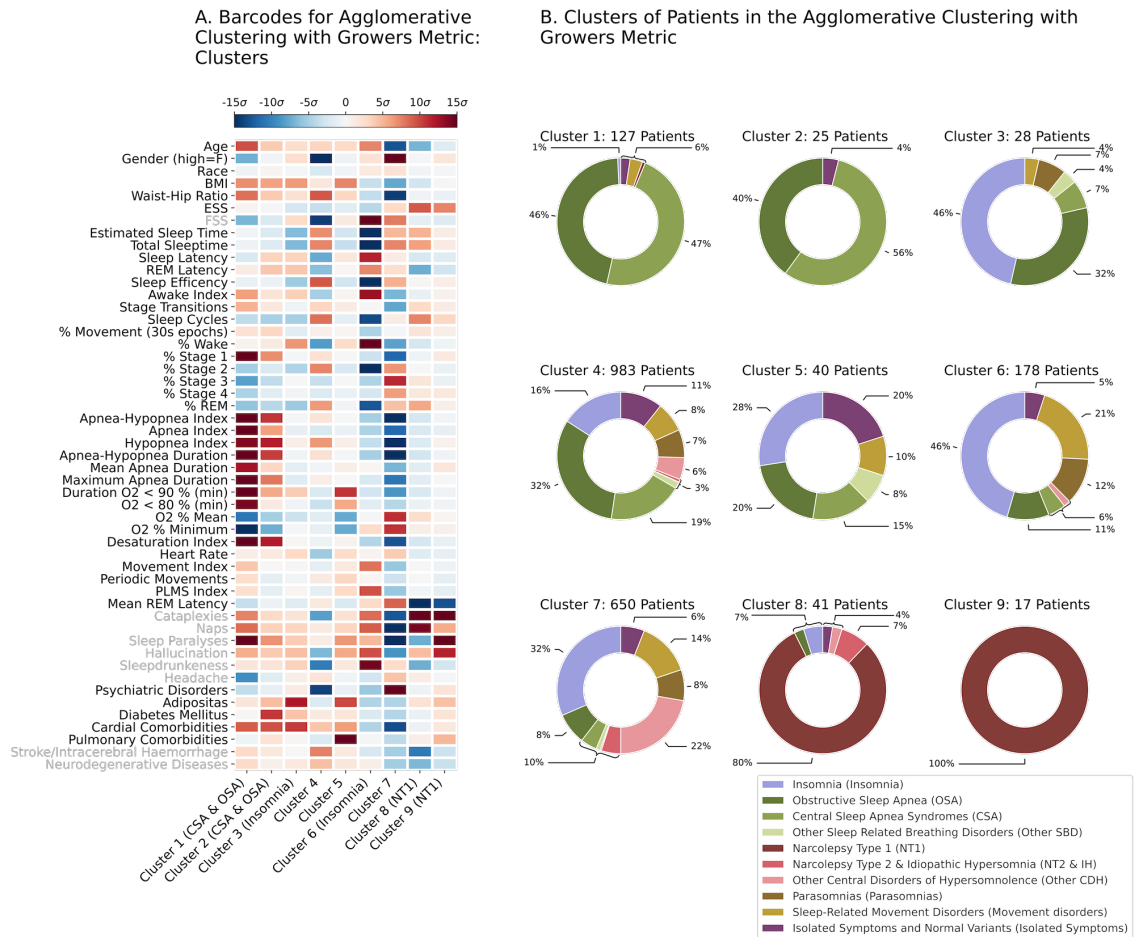 A. Barcodes for Agglomerative
Clustering with Growers Metric:
Clusters
B. Clusters of Patients in the Agglomerative Clustering with
Growers Metric
-15σ -10σ -5σ 0 5σ 10σ 15σ
Age
Gender (high=F)
Race
BMI
Waist-Hip Ratio
ESS
FSS
Estimated Sleep Time
Total Sleeptime
Sleep Latency
REM Latency
Sleep Efficency
Awake Index
Stage Transitions
Sleep Cycles
% Movement (30s epochs)
% Wake
% Stage 1
% Stage 2
% Stage 3
% Stage 4
% REM
Apnea-Hypopnea Index
Apnea Index
Hypopnea Index
Apnea-Hypopnea Duration
Mean Apnea Duration
Maximum Apnea Duration
Duration O2 < 90 % (min)
O2 < 80 % (min)
O2 % Mean
O2 % Minimum
Desaturation Index
Heart Rate
Movement Index
Periodic Movements
PLMS Index
Mean REM Latency
Cataplexies
Naps
Sleep Paralyses
Hallucination
Sleepdrunkeness
Headache
Psychiatric Disorders
Adipositas
Diabetes Mellitus
Cardial Comorbidities
Pulmonary Comorbidities
Stroke/Intracerebral Haemorrhage
Neurodegenerative Diseases
Cluster 1 (CSA & OSA)
Cluster 2 (CSA & OSA)
Cluster 3 (Insomnia)
Cluster 4
Cluster 5
Cluster 6 (Insomnia)
Cluster 7
Cluster 8 (NT1)
Cluster 9 (NT1)
Cluster 1: 127 Patients
1%
6%
46%
47%
Cluster 2: 25 Patients
4%
40%
56%
Cluster 3: 28 Patients
4%
7%
4%
7%
46%
32%
Cluster 4: 983 Patients
16%
11%
8%
7%
6%
3%
32%
19%
Cluster 5: 40 Patients
28%
20%
10%
8%
20%
15%
Cluster 6: 178 Patients
5%
46%
21%
12%
6%
11%
Cluster 7: 650 Patients
6%
32%
14%
8%
8%
22%
10%
Cluster 8: 41 Patients
7%
4%
7%
80%
Cluster 9: 17 Patients
100%
Insomnia (Insomnia)
Obstructive Sleep Apnea (OSA)
Central Sleep Apnea Syndromes (CSA)
Other Sleep Related Breathing Disorders (Other SBD)
Narcolepsy Type 1 (NT1)
Narcolepsy Type 2 & Idiopathic Hypersomnia (NT2 & IH)
Other Central Disorders of Hypersomnolence (Other CDH)
Parasomnias (Parasomnias)
Sleep-Related Movement Disorders (Movement disorders)
Isolated Symptoms and Normal Variants (Isolated Symptoms)